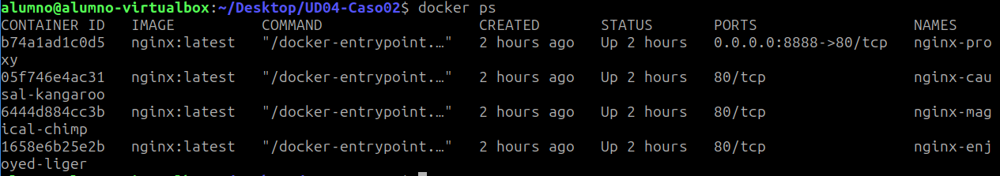 alumno@alumno-virtualbox:~/Desktop/UD04-Caso02$ docker ps
CONTAINER ID   IMAGE          COMMAND                  CREATED       STATUS       PORTS                  NAMES
b74a1ad1c0d5   nginx:latest   "/docker-entrypoint.…"   2 hours ago   Up 2 hours   0.0.0.0:8888->80/tcp   nginx-pro
xy
05f746e4ac31   nginx:latest   "/docker-entrypoint.…"   2 hours ago   Up 2 hours   80/tcp                 nginx-cau
sal-kangaroo
6444d884cc3b   nginx:latest   "/docker-entrypoint.…"   2 hours ago   Up 2 hours   80/tcp                 nginx-mag
ical-chimp
1658e6b25e2b   nginx:latest   "/docker-entrypoint.…"   2 hours ago   Up 2 hours   80/tcp                 nginx-enj
oyed-liger